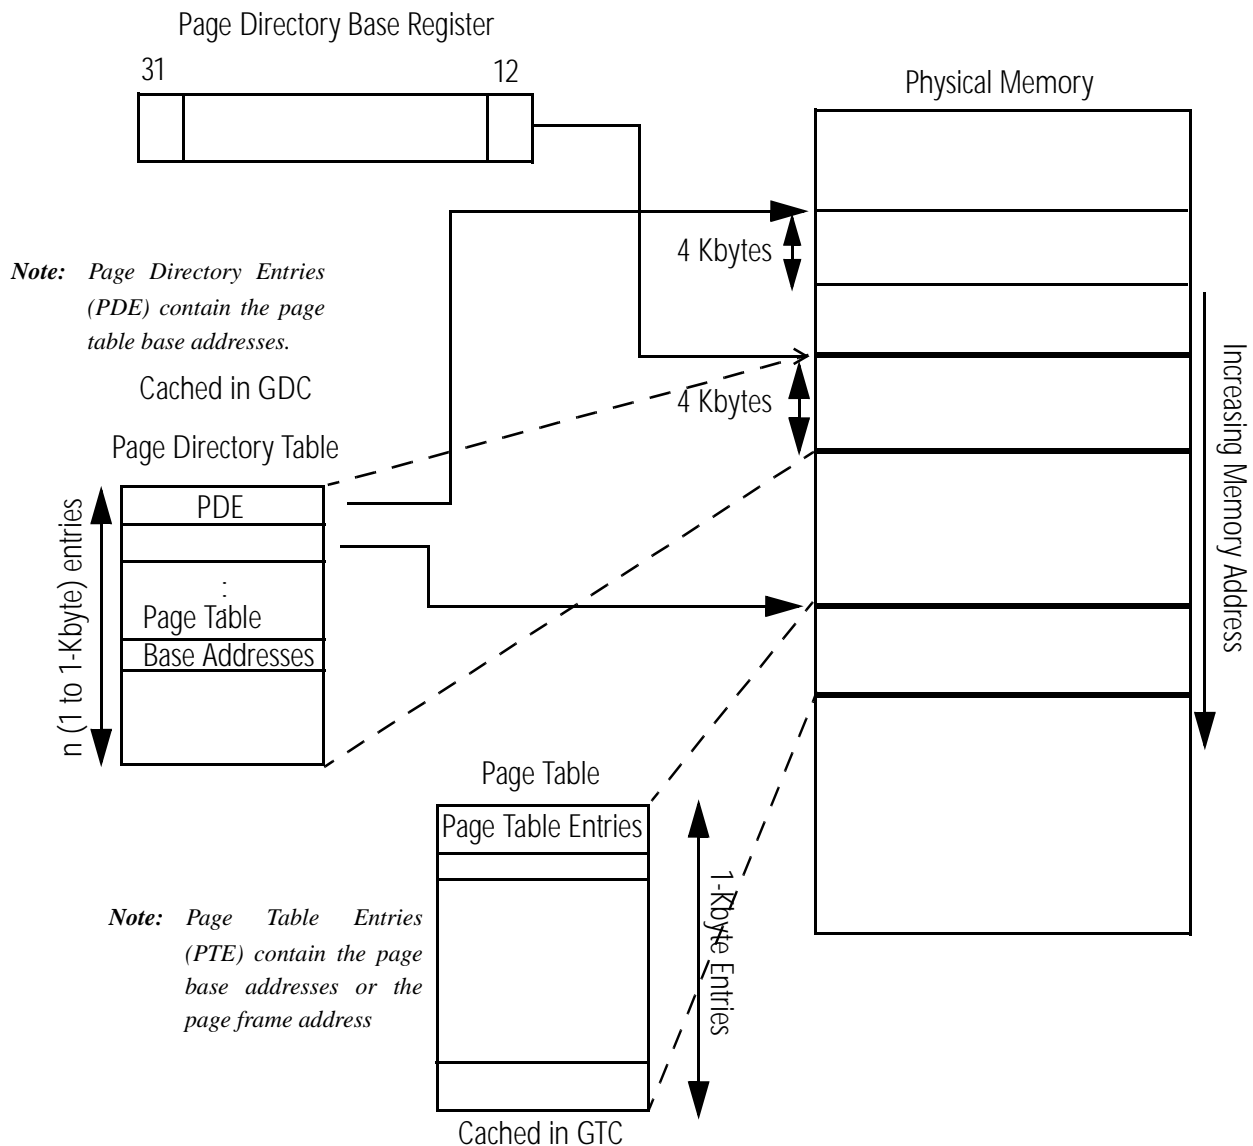 Page Directory Base Register
31
12
Physical Memory
4 Kbytes
Note: Page Directory Entries
(PDE) contain the page
table base addresses.
Cached in GDC
4 Kbytes
Increasing Memory Address
Page Directory Table
n (1 to 1-Kbyte) entries
PDE
.
.
Page Table
Base Addresses
Page Table
Page Table Entries
1-Kbyte Entries
Note: Page Table Entries
(PTE) contain the page
base addresses or the
page frame address
Cached in GTC